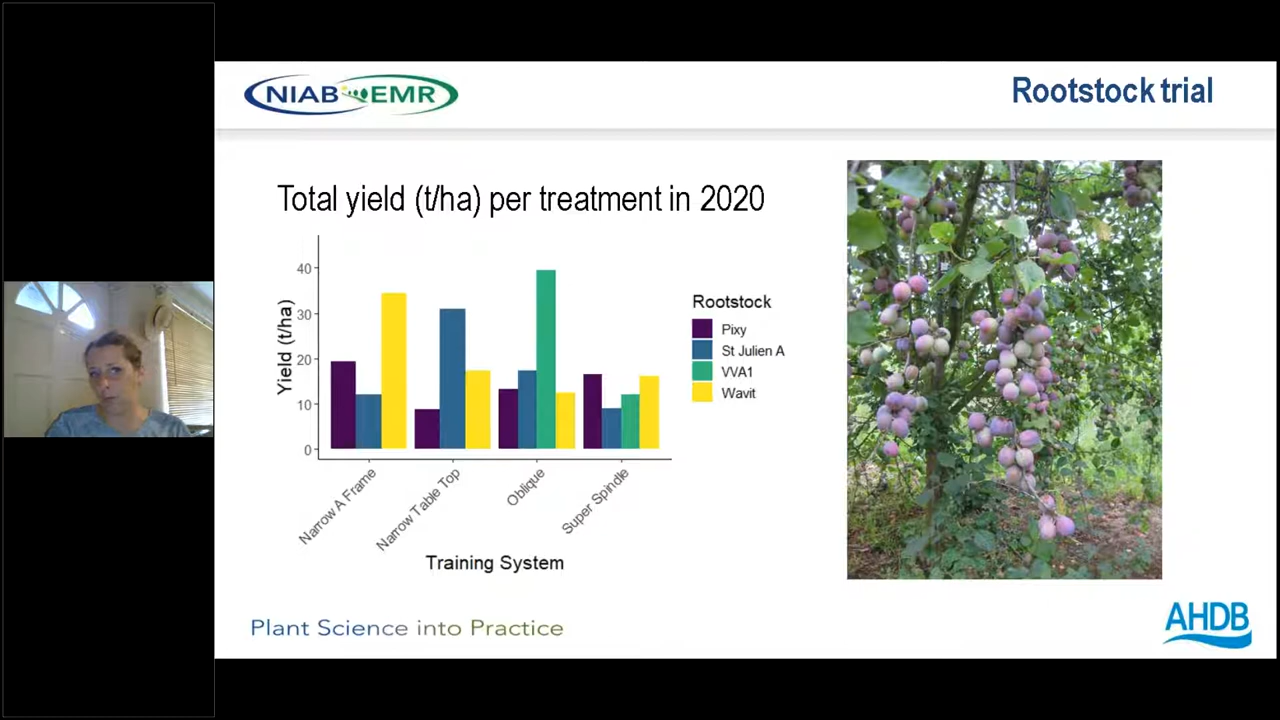 NIAB EMR
Rootstock trial
Total yield (t/ha) per treatment in 2020
Yield (t/ha)
40
30
20
10
0
Narrow A Frame
Narrow Table Top
Oblique
Super Spindle
Training System
Rootstock
Pixy
St Julien A
VVA1
Wavit
Plant Science into Practice
AHDB